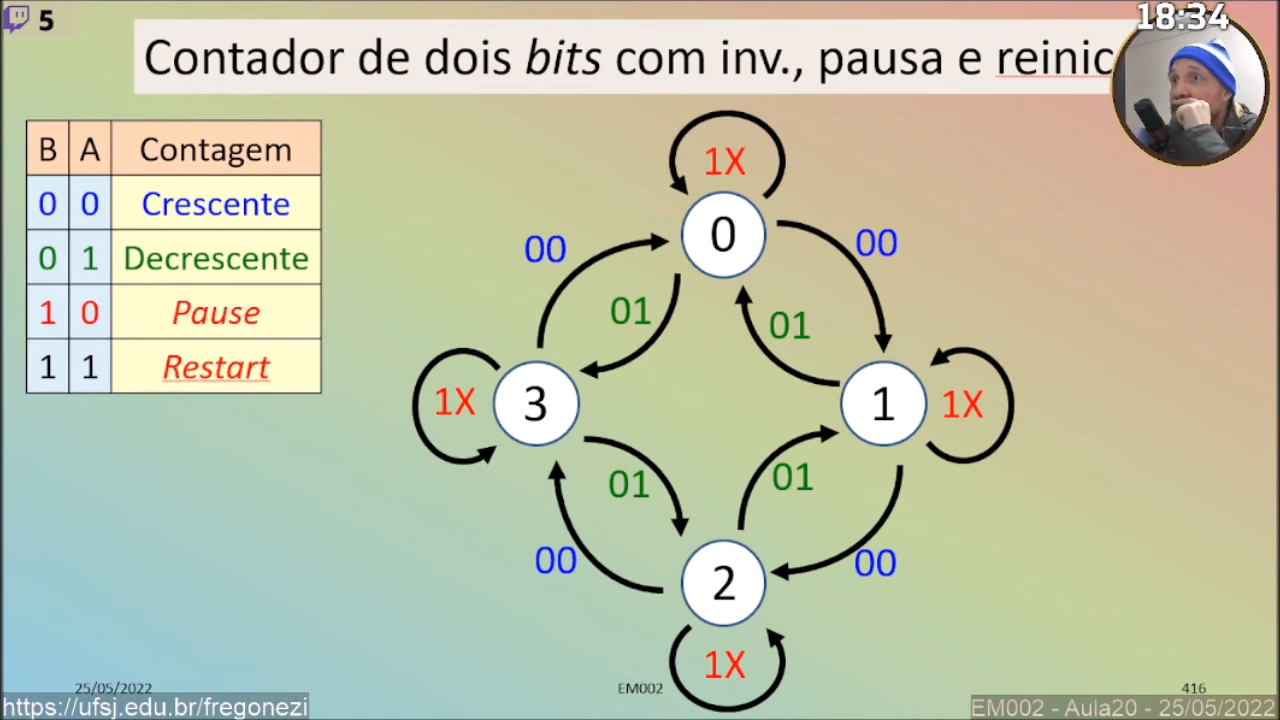 5
18:34
Contador de dois bits com inv., pausa e reinic
B A Contagem
0 0 Crescente
0 1 Decrescente
1 0 Pause
1 1 Restart
1X
0
00
00
01
01
3
1X
1
1X
01
01
00
00
2
1X
25/05/2022
EM002
416
https://ufsj.edu.br/fregonezi
EM002 - Aula20 - 25/05/2022